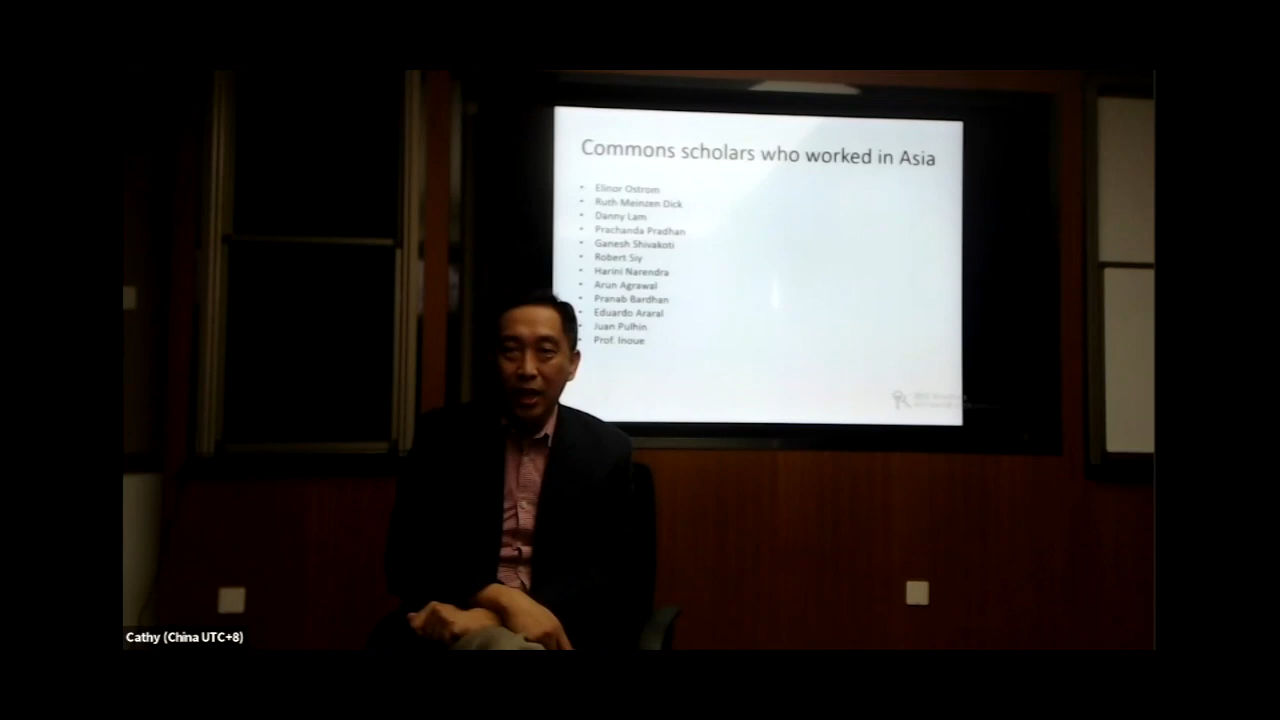 Commons scholars who worked in Asia
• Elinor Ostrom
• Ruth Meinzen Dick
• Danny Lam
• Prachanda Pradhan
• Ganesh Shivakoti
• Robert Siy
• Harini Narendra
• Arun Agrawal
• Pranab Bardhan
• Eduardo Araral
• Juan Pulhin
• Prof. Inoue
Cathy (China UTC+8)